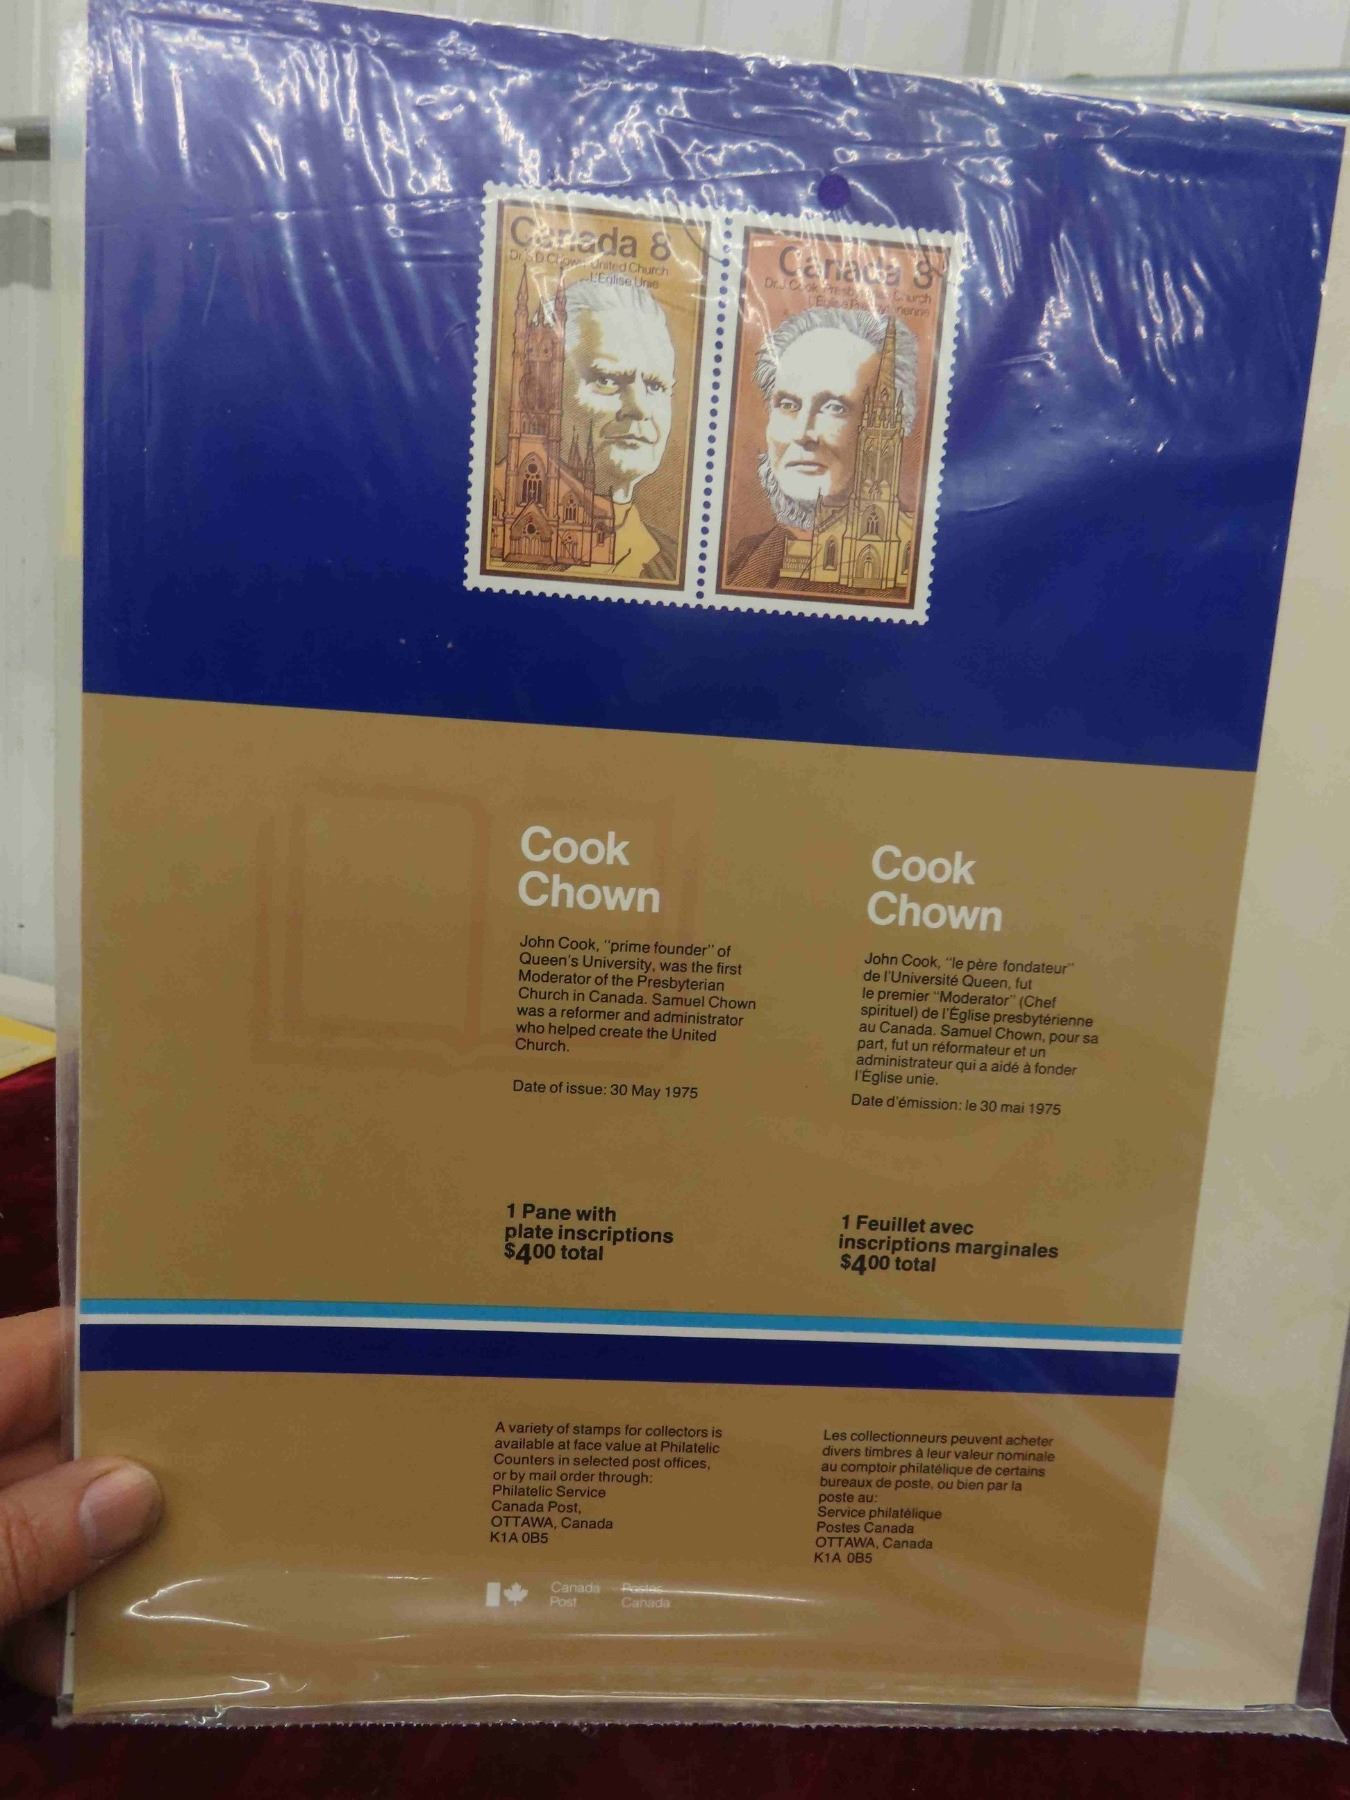 Canada 8
Dr. S D Chown United Church
L'Église Unie
Canada 8
Dr. J. Cook Presbyterian Church
L'Église Presbytérienne
Cook
Chown
John Cook, "prime founder" of
Queen's University, was the first
Moderator of the Presbyterian
Church in Canada. Samuel Chown
was a reformer and administrator
who helped create the United
Church.
Date of issue: 30 May 1975
1 Pane with
plate inscriptions
$4.00 total
Cook
Chown
John Cook, "le père fondateur"
de l'Université Queen, fut
le premier "Moderator" (Chef
spirituel) de l'Église presbytérienne
au Canada. Samuel Chown, pour sa
part, fut un réformateur et un
administrateur qui a aidé à fonder
l'Église unie.
Date d'émission: le 30 mai 1975
1 Feuillet avec
inscriptions marginales
$4.00 total
A variety of stamps for collectors is
available at face value at Philatelic
Counters in selected post offices,
or by mail order through:
Philatelic Service
Canada Post,
OTTAWA, Canada
K1A 0B5
Les collectionneurs peuvent acheter
divers timbres à leur valeur nominale
au comptoir philatélique de certains
bureaux de poste, ou bien par la
poste au:
Service philatélique
Postes Canada
OTTAWA, Canada
K1A 0B5
Canada Postes
Post Canada